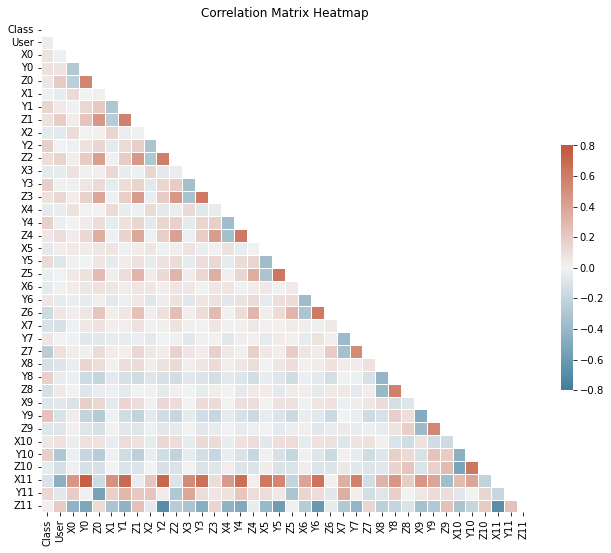 Correlation Matrix Heatmap
Class
User
X0
Y0
Z0
X1
Y1
Z1
X2
Y2
Z2
X3
Y3
Z3
X4
Y4
Z4
X5
Y5
Z5
X6
Y6
Z6
X7
Y7
Z7
X8
Y8
Z8
X9
Y9
Z9
X10
Y10
Z10
X11
Y11
Z11
Class User X0 Y0 Z0 X1 Y1 Z1 X2 Y2 Z2 X3 Y3 Z3 X4 Y4 Z4 X5 Y5 Z5 X6 Y6 Z6 X7 Y7 Z7 X8 Y8 Z8 X9 Y9 Z9 X10 Y10 Z10 X11 Y11 Z11
0.8
0.6
0.4
0.2
0.0
−0.2
−0.4
−0.6
−0.8